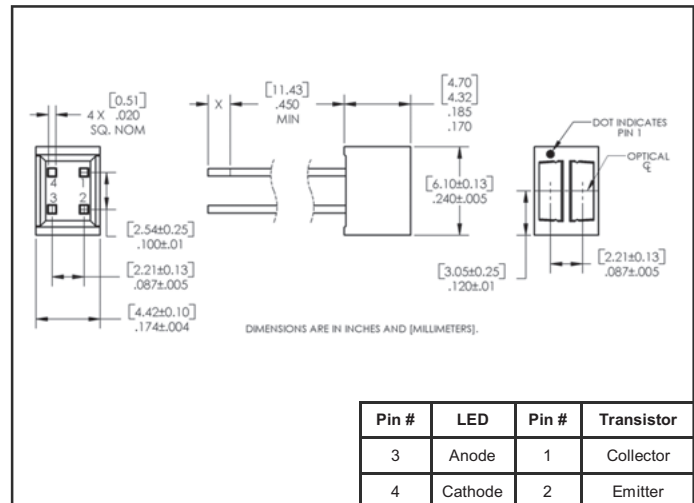 [0.51]
4 X .020
SQ. NOM
4 1
3 2
[2.54±0.25]
.100±.01
[2.21±0.13]
.087±.005
[4.42±0.10]
.174±.004
X
[11.43]
.450
MIN
[4.70]
4.32
.185
.170
[6.10±0.13]
.240±.005
DOT INDICATES
PIN 1
OPTICAL
℄
[3.05±0.25]
.120±.01
[2.21±0.13]
.087±.005
DIMENSIONS ARE IN INCHES AND [MILLIMETERS].
Pin # LED Pin # Transistor
3 Anode 1 Collector
4 Cathode 2 Emitter